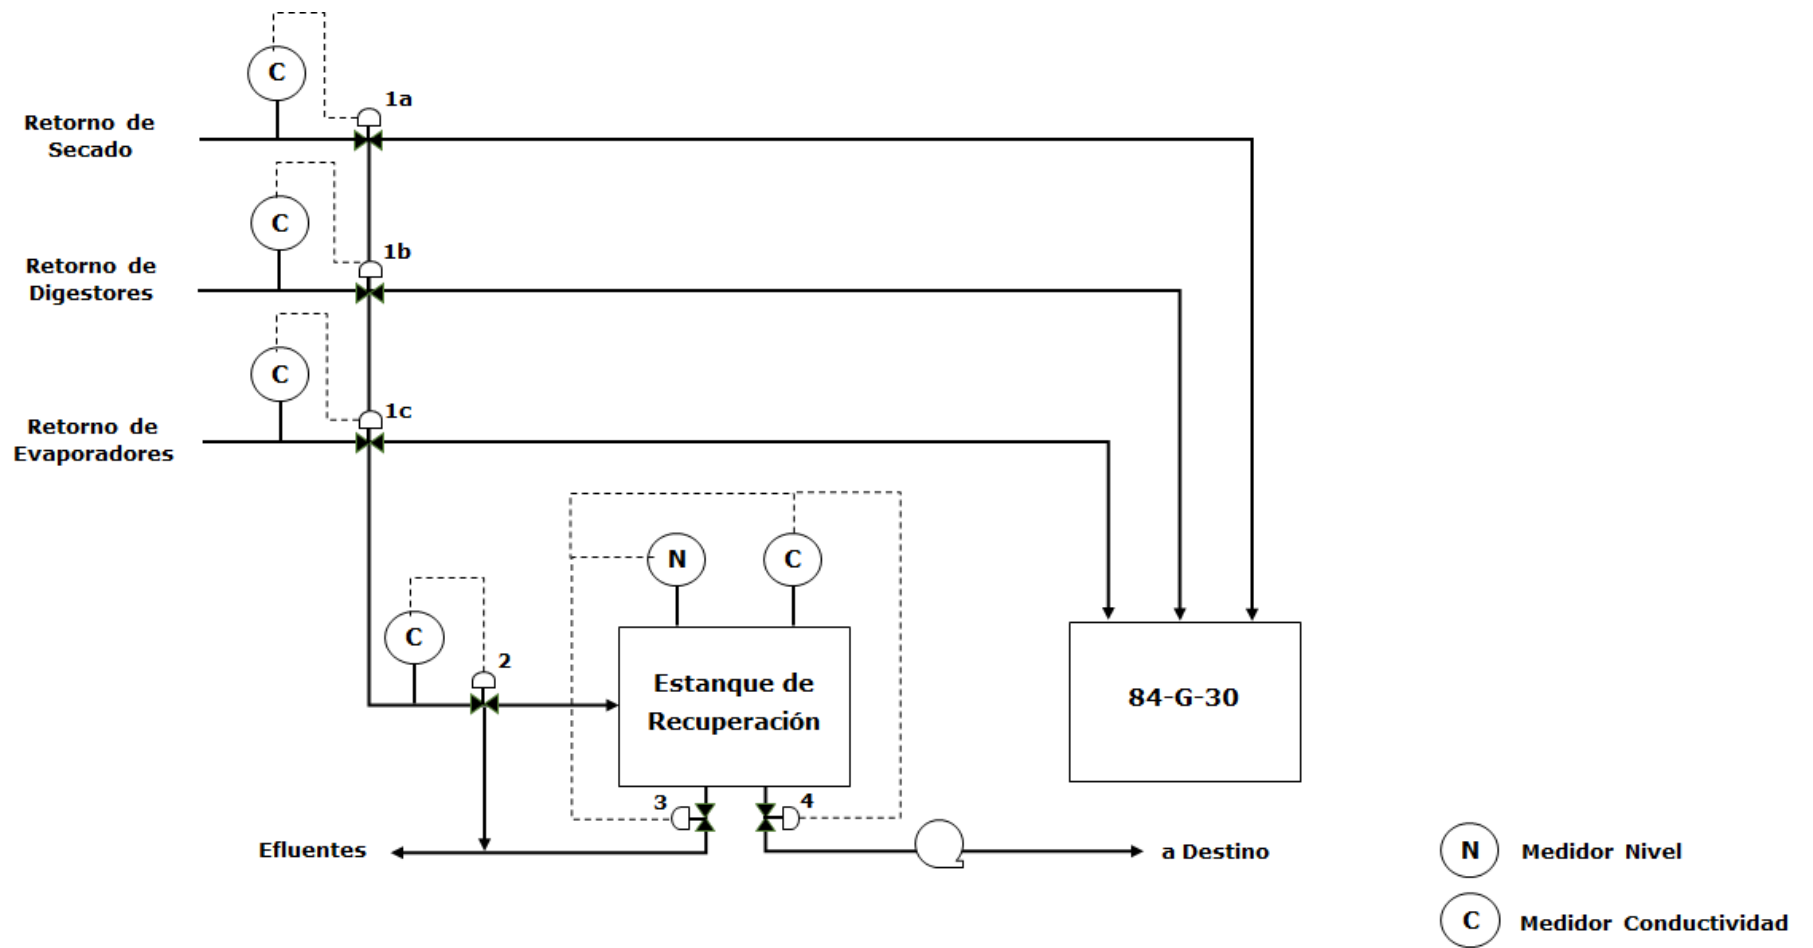 C
1a
Retorno de
Secado
C
1b
Retorno de
Digestores
C
1c
Retorno de
Evaporadores
N
C
C
2
Estanque de
Recuperación
84-G-30
3
4
Efluentes
a Destino
N
Medidor Nivel
C
Medidor Conductividad